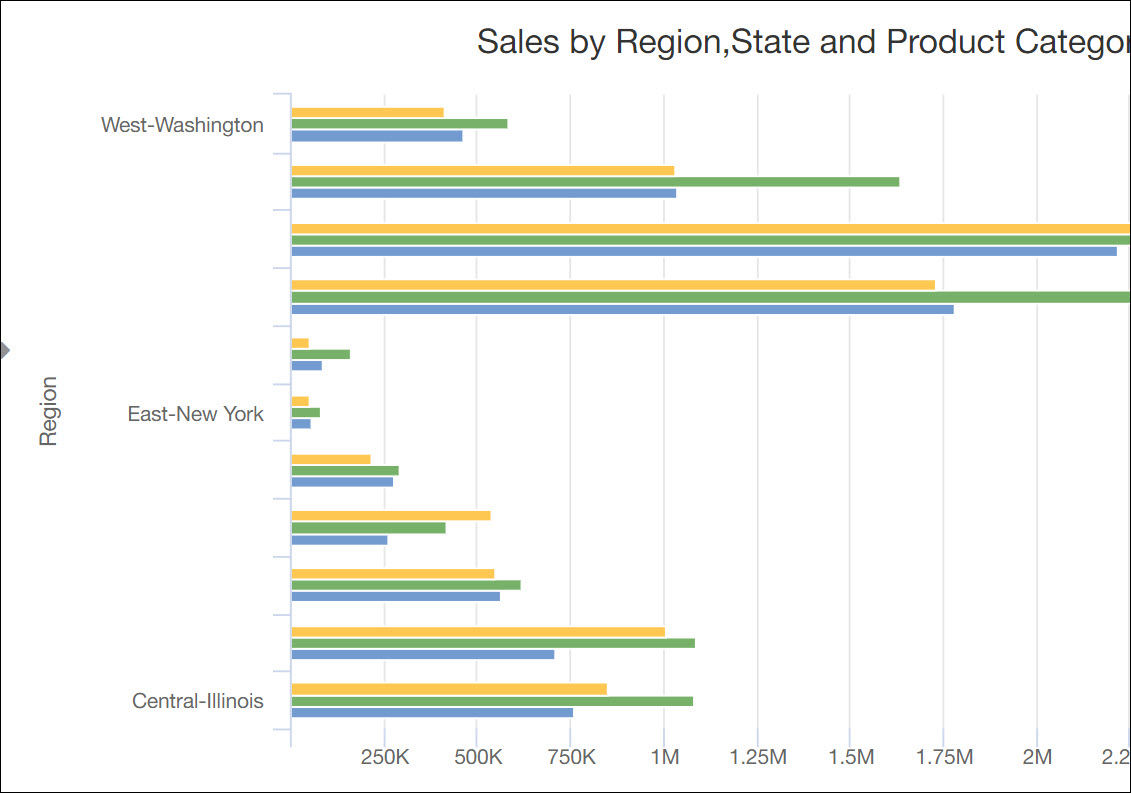 Sales by Region,State and Product Categor
West-Washington
East-New York
Central-Illinois
Region
250K 500K 750K 1M 1.25M 1.5M 1.75M 2M 2.2